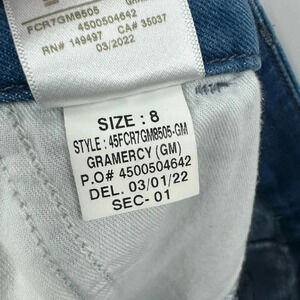 FCR7GM8505
4500504642
RN# 149497 CA# 35037
03/2022
SIZE : 8
STYLE : 45FCR7GM8505-GM
GRAMERCY (GM)
P.O# 4500504642
DEL. 03/01/22
SEC- 01